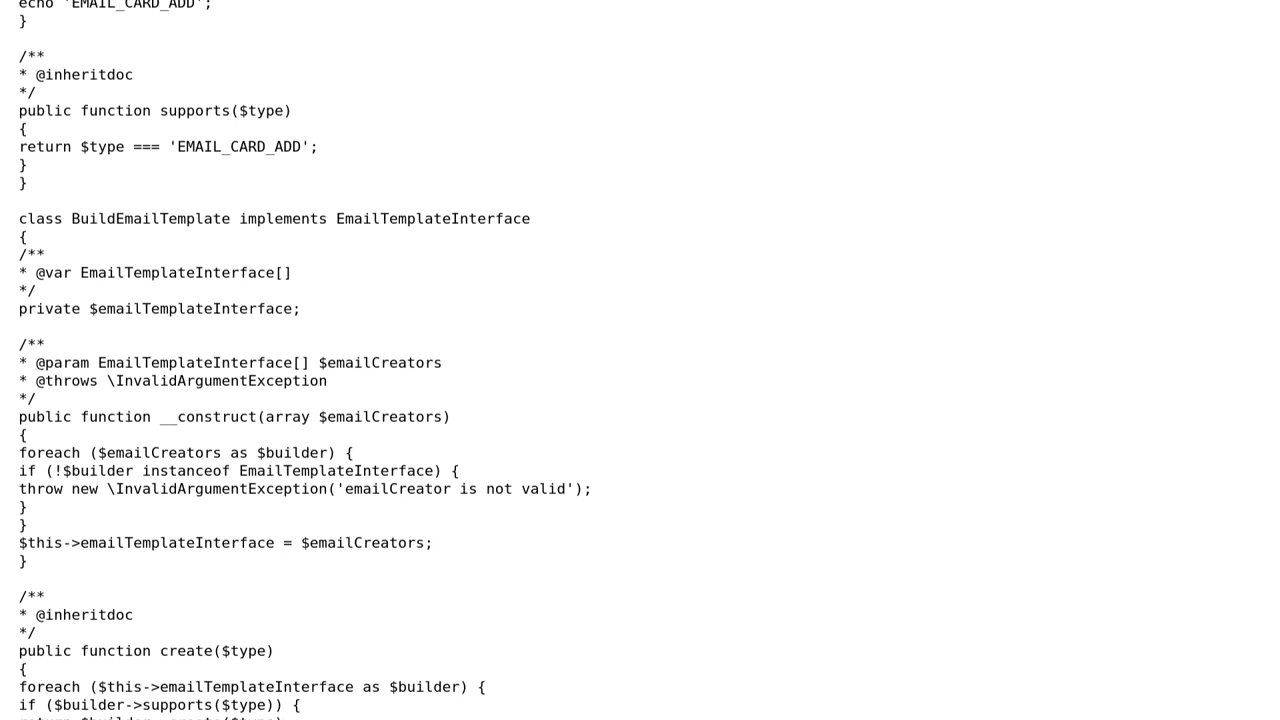 echo 'EMAIL_CARD_ADD';
}

/**
* @inheritdoc
*/
public function supports($type)
{
return $type === 'EMAIL_CARD_ADD';
}
}

class BuildEmailTemplate implements EmailTemplateInterface
{
/**
* @var EmailTemplateInterface[]
*/
private $emailTemplateInterface;

/**
* @param EmailTemplateInterface[] $emailCreators
* @throws \InvalidArgumentException
*/
public function __construct(array $emailCreators)
{
foreach ($emailCreators as $builder) {
if (!$builder instanceof EmailTemplateInterface) {
throw new \InvalidArgumentException('emailCreator is not valid');
}
}
$this->emailTemplateInterface = $emailCreators;
}

/**
* @inheritdoc
*/
public function create($type)
{
foreach ($this->emailTemplateInterface as $builder) {
if ($builder->supports($type)) {